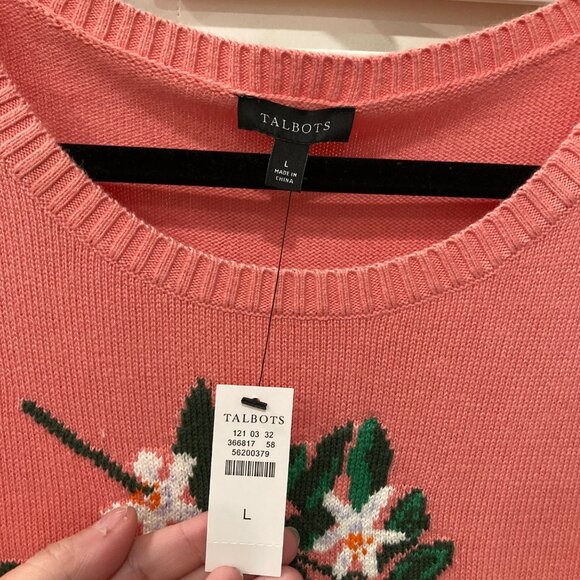 TALBOTS
L
MADE IN
CHINA
TALBOTS
121 03 32
366817 58
56200379
L